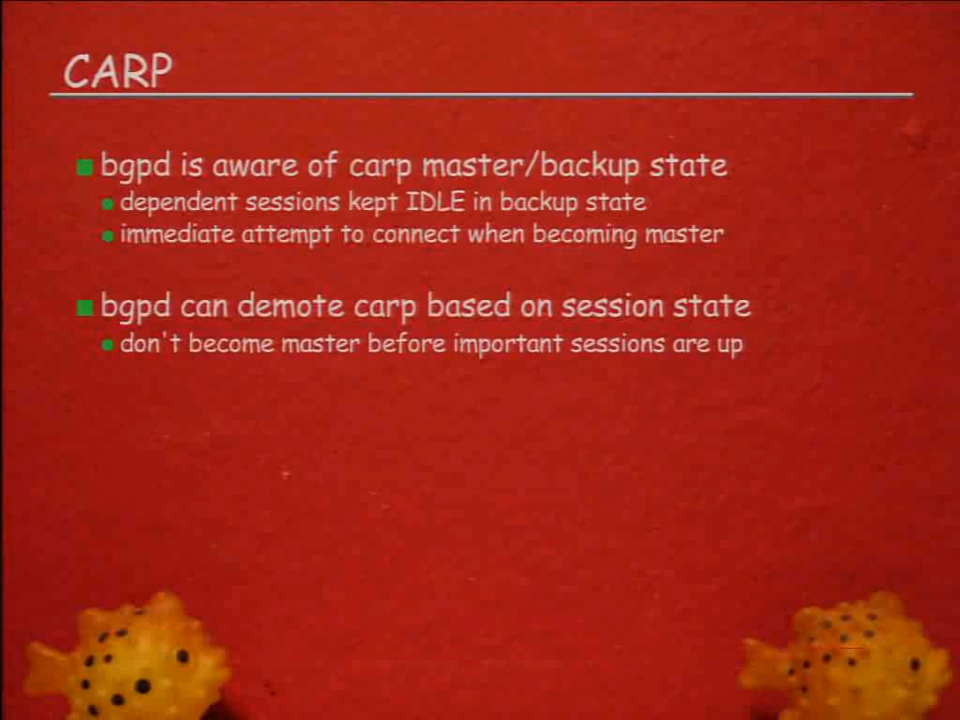 CARP
bgpd is aware of carp master/backup state
dependent sessions kept IDLE in backup state
immediate attempt to connect when becoming master
bgpd can demote carp based on session state
don't become master before important sessions are up